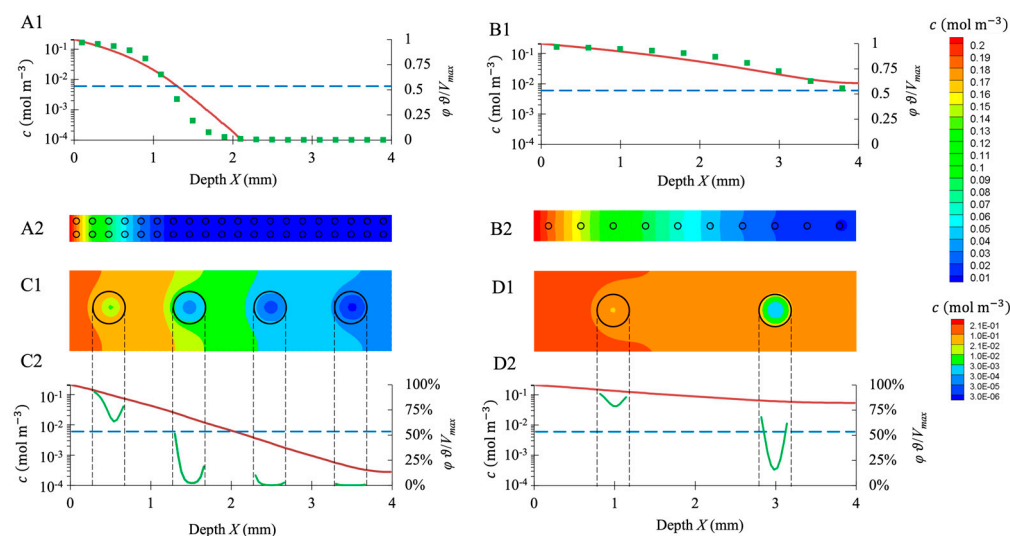 A1
c (mol m⁻³)
10⁻¹
10⁻²
10⁻³
10⁻⁴
1
0.75
0.5
0.25
0
φ ϑ/Vmax
0 1 2 3 4
Depth X (mm)
B1
c (mol m⁻³)
10⁻¹
10⁻²
10⁻³
10⁻⁴
1
0.75
0.5
0.25
0
φ ϑ/Vmax
0 1 2 3 4
Depth X (mm)
c (mol m⁻³)
0.2
0.19
0.18
0.17
0.16
0.15
0.14
0.13
0.12
0.11
0.1
0.09
0.08
0.07
0.06
0.05
0.04
0.03
0.02
0.01
A2
B2
C1
D1
c (mol m⁻³)
2.1E-01
1.0E-01
2.1E-02
1.0E-02
3.0E-03
3.0E-04
3.0E-05
3.0E-06
C2
c (mol m⁻³)
10⁻¹
10⁻²
10⁻³
10⁻⁴
100%
75%
50%
25%
0%
φ ϑ/Vmax
0 1 2 3 4
Depth X (mm)
D2
c (mol m⁻³)
10⁻¹
10⁻²
10⁻³
10⁻⁴
100%
75%
50%
25%
0%
φ ϑ/Vmax
0 1 2 3 4
Depth X (mm)